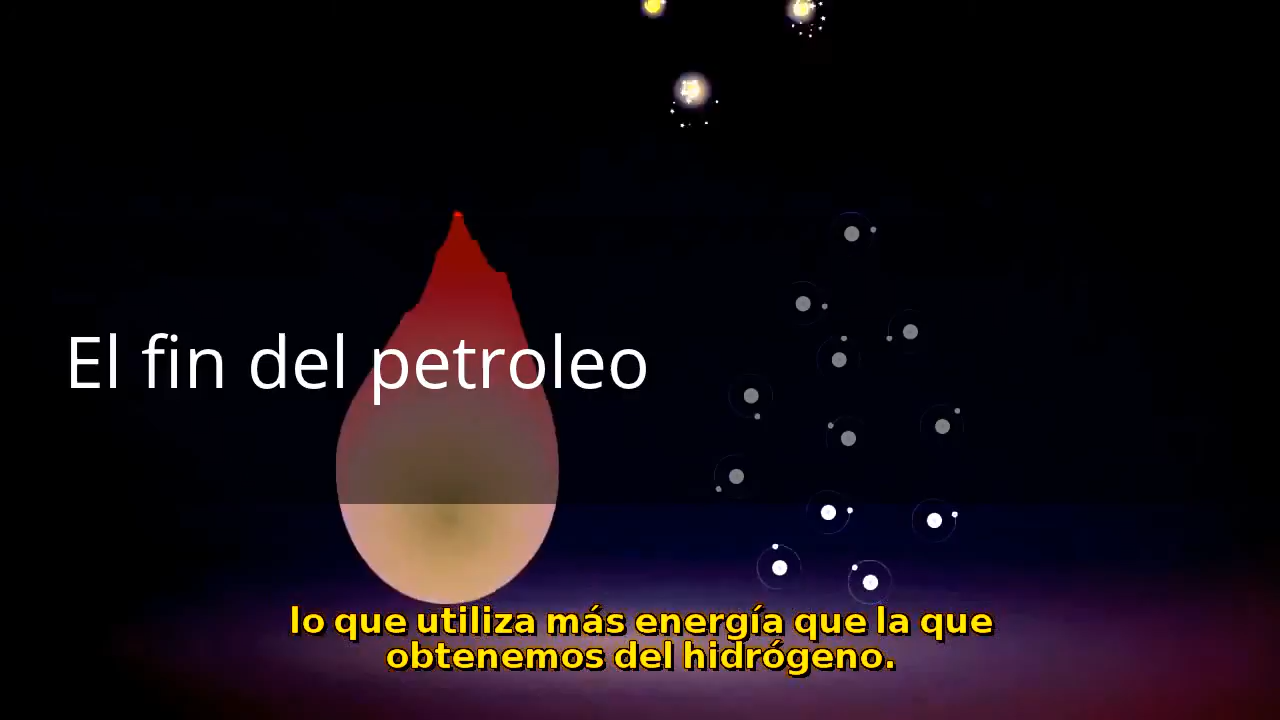 El fin del petroleo
lo que utiliza más energía que la que
obtenemos del hidrógeno.